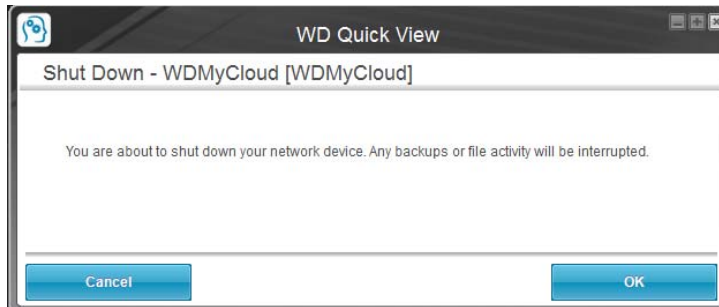 WD Quick View
Shut Down - WDMyCloud [WDMyCloud]
You are about to shut down your network device. Any backups or file activity will be interrupted.
Cancel OK